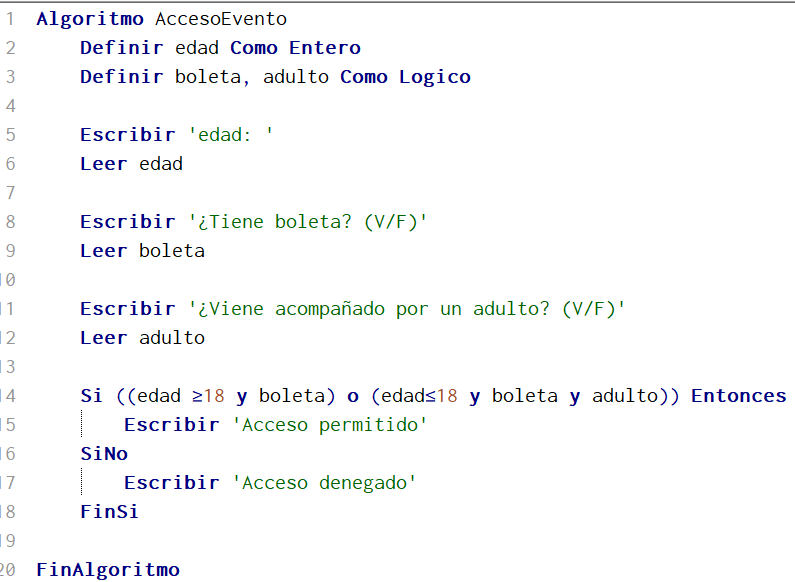 1 Algoritmo AccesoEvento
2 Definir edad Como Entero
3 Definir boleta, adulto Como Logico
4
5 Escribir 'edad: '
6 Leer edad
7
8 Escribir '¿Tiene boleta? (V/F)'
9 Leer boleta
10
11 Escribir '¿Viene acompañado por un adulto? (V/F)'
12 Leer adulto
13
14 Si ((edad ≥18 y boleta) o (edad≤18 y boleta y adulto)) Entonces
15 Escribir 'Acceso permitido'
16 SiNo
17 Escribir 'Acceso denegado'
18 FinSi
19
20 FinAlgoritmo